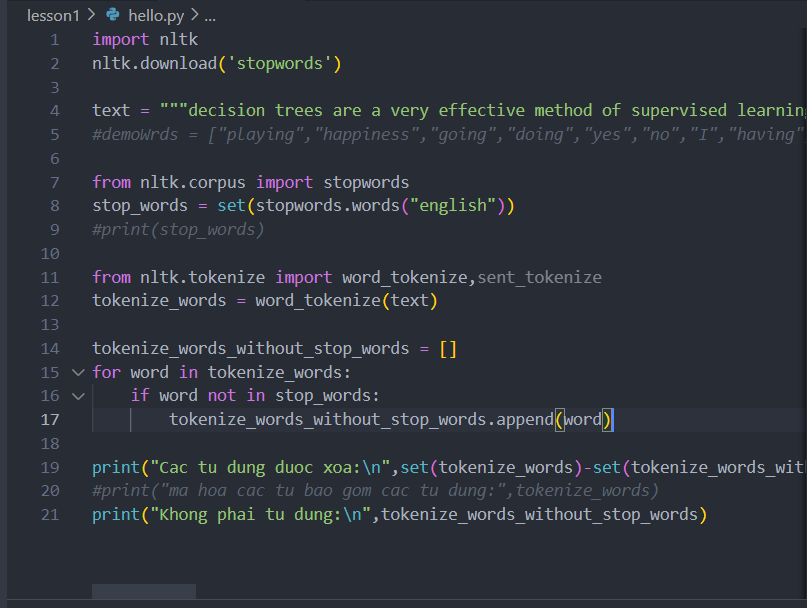 lesson1 > hello.py > ...
1 import nltk
2 nltk.download('stopwords')
3
4 text = """decision trees are a very effective method of supervised learning
5 #demoWrds = ["playing","happiness","going","doing","yes","no","I","having"
6
7 from nltk.corpus import stopwords
8 stop_words = set(stopwords.words("english"))
9 #print(stop_words)
10
11 from nltk.tokenize import word_tokenize,sent_tokenize
12 tokenize_words = word_tokenize(text)
13
14 tokenize_words_without_stop_words = []
15 for word in tokenize_words:
16 if word not in stop_words:
17 tokenize_words_without_stop_words.append(word)
18
19 print("Cac tu dung duoc xoa:\n",set(tokenize_words)-set(tokenize_words_wit
20 #print("ma hoa cac tu bao gom cac tu dung:",tokenize_words)
21 print("Khong phai tu dung:\n",tokenize_words_without_stop_words)